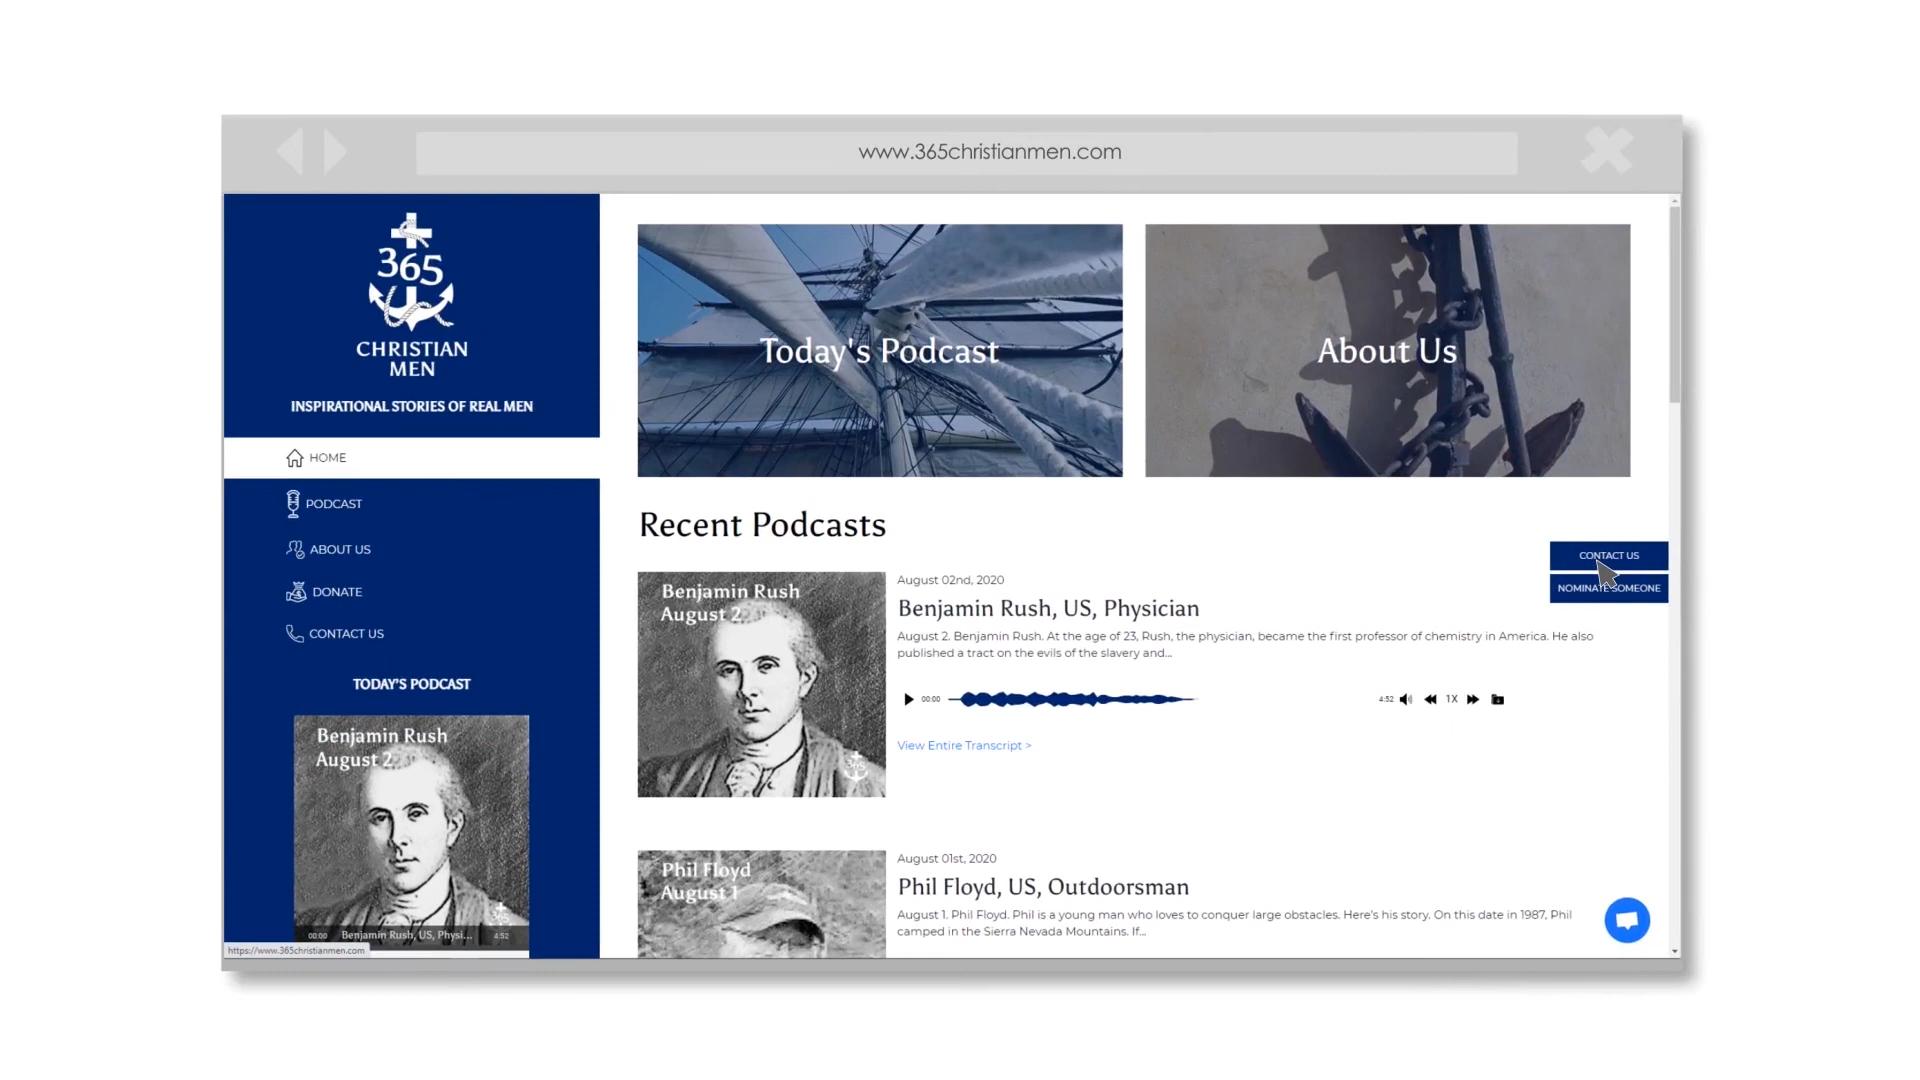 www.365christianmen.com
365
CHRISTIAN
MEN
INSPIRATIONAL STORIES OF REAL MEN
HOME
PODCAST
ABOUT US
DONATE
CONTACT US
TODAY'S PODCAST
Benjamin Rush
August 2
365
00:00 Benjamin Rush, US, Physi... 4:52
https://www.365christianmen.com
Today's Podcast
About Us
Recent Podcasts
Benjamin Rush
August 2
365
August 02nd, 2020
Benjamin Rush, US, Physician
August 2. Benjamin Rush. At the age of 23, Rush, the physician, became the first professor of chemistry in America. He also
published a tract on the evils of the slavery and...
00:00
4:52
1X
View Entire Transcript >
Phil Floyd
August 1
August 01st, 2020
Phil Floyd, US, Outdoorsman
August 1. Phil Floyd. Phil is a young man who loves to conquer large obstacles. Here's his story. On this date in 1987, Phil
camped in the Sierra Nevada Mountains. If...
CONTACT US
NOMINATE SOMEONE